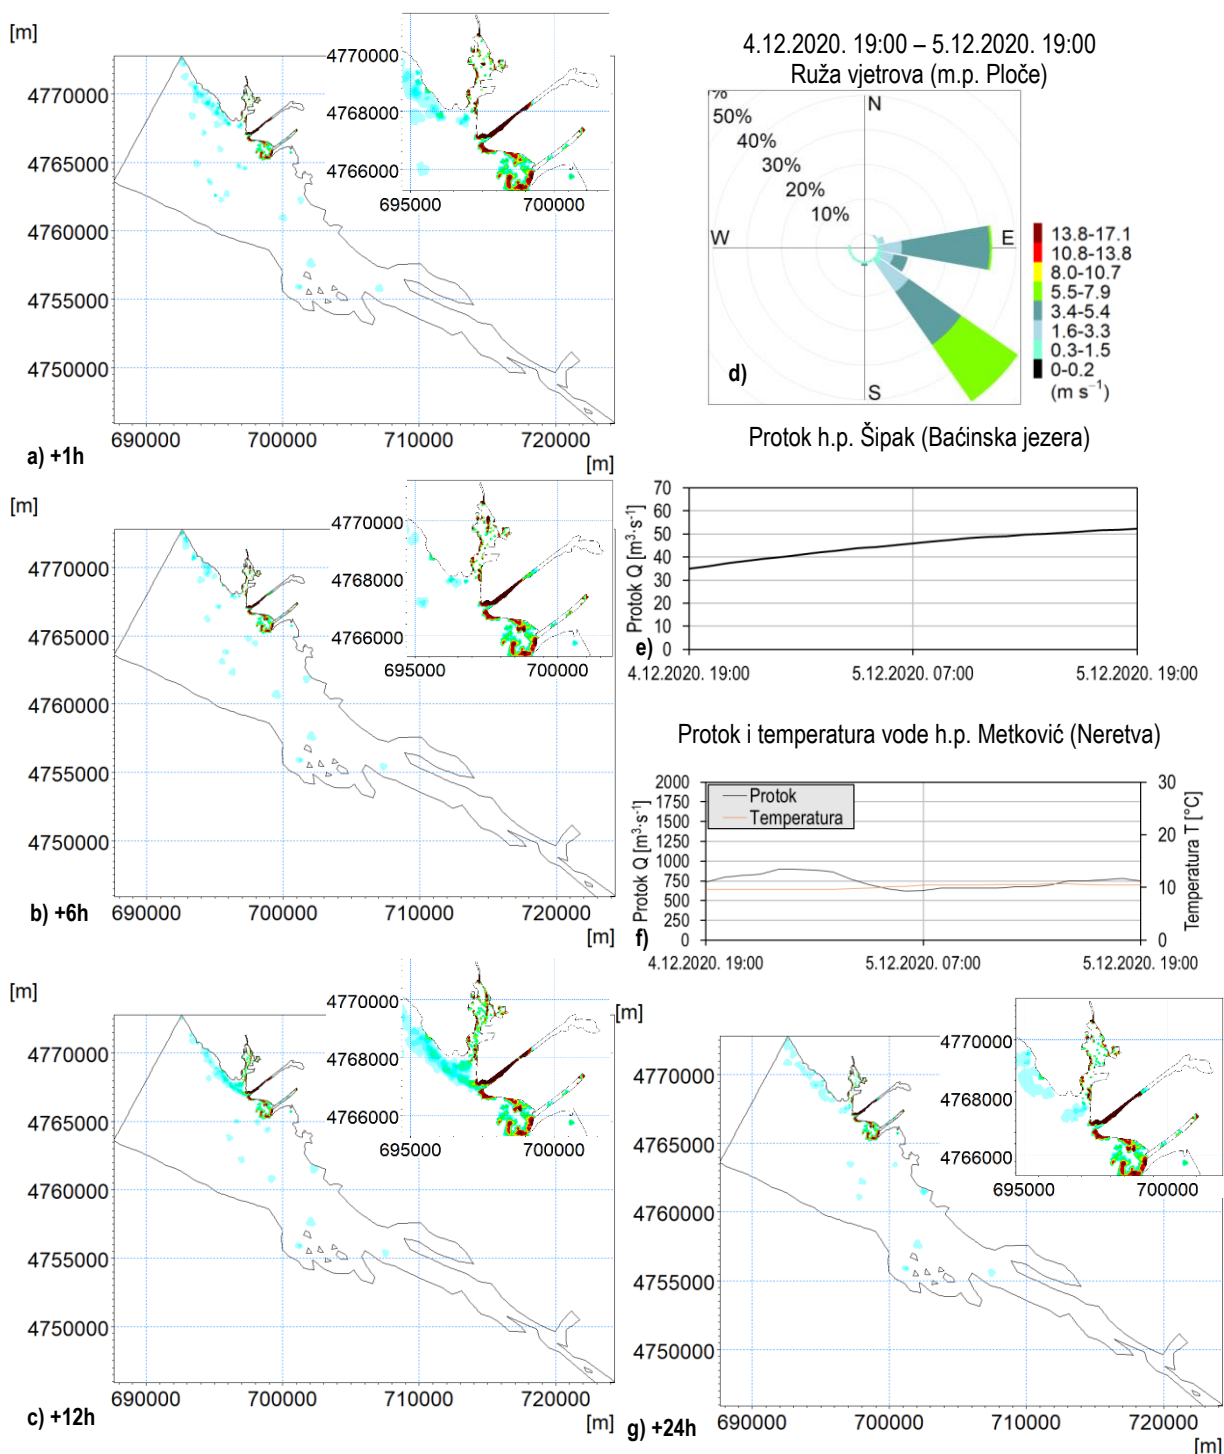 [m]
4770000
4765000
4760000
4755000
4750000
690000 700000 710000 720000
[m]
a) +1h
4770000
4768000
4766000
695000 700000
4.12.2020. 19:00 – 5.12.2020. 19:00
Ruža vjetrova (m.p. Ploče)
%
50%
40%
30%
20%
10%
N
W
E
S
13.8-17.1
10.8-13.8
8.0-10.7
5.5-7.9
3.4-5.4
1.6-3.3
0.3-1.5
0-0.2
(m s⁻¹)
d)
[m]
4770000
4765000
4760000
4755000
4750000
690000 700000 710000 720000
[m]
b) +6h
4770000
4768000
4766000
695000 700000
Protok h.p. Šipak (Baćinska jezera)
Protok Q [m³·s⁻¹]
70
60
50
40
30
20
10
0
e)
4.12.2020. 19:00 5.12.2020. 07:00 5.12.2020. 19:00
Protok i temperatura vode h.p. Metković (Neretva)
Protok Q [m³·s⁻¹]
2000
1750
1500
1250
1000
750
500
250
0
Protok
Temperatura
30
20
10
0
Temperatura T [°C]
f)
4.12.2020. 19:00 5.12.2020. 07:00 5.12.2020. 19:00
[m]
4770000
4765000
4760000
4755000
4750000
690000 700000 710000 720000
[m]
c) +12h
4770000
4768000
4766000
695000 700000
[m]
4770000
4765000
4760000
4755000
4750000
690000 700000 710000 720000
[m]
g) +24h
4770000
4768000
4766000
695000 700000